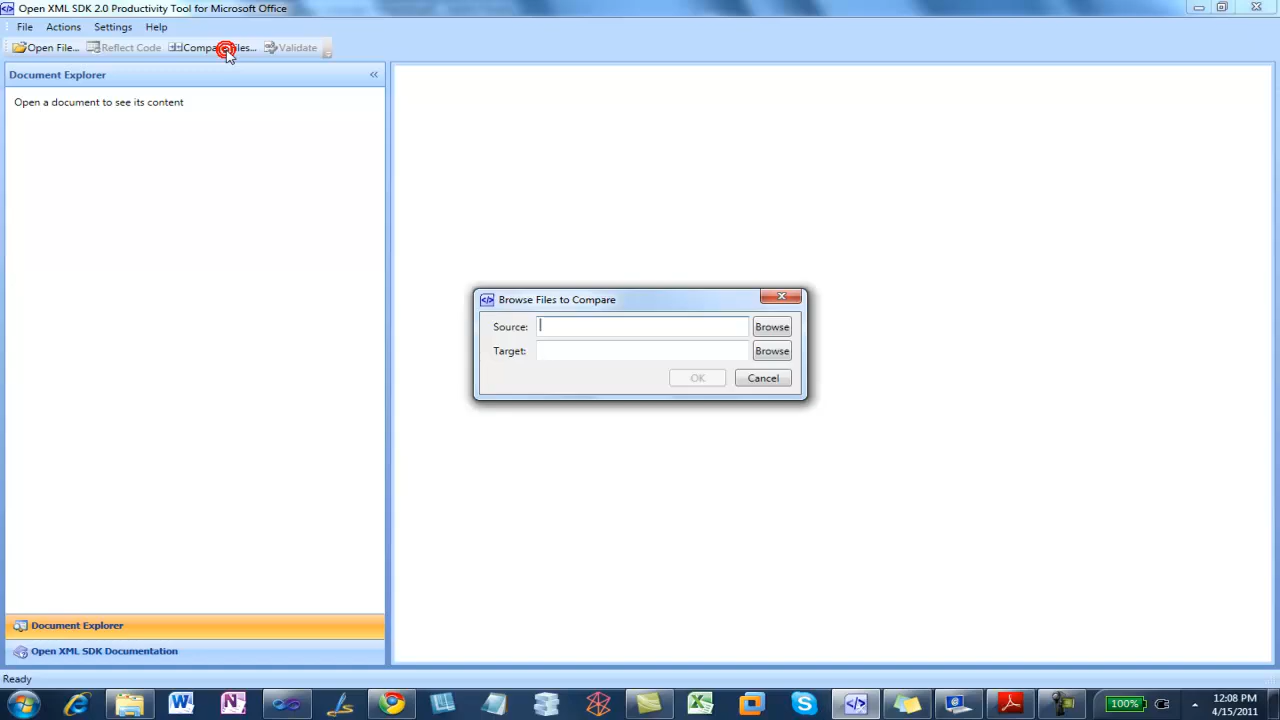 Open XML SDK 2.0 Productivity Tool for Microsoft Office
File Actions Settings Help
Open File... Reflect Code Validate
Document Explorer «
Open a document to see its content
Browse Files to Compare
Source: Browse
Target: Browse
OK Cancel
Document Explorer
Open XML SDK Documentation
Ready
100% 12:08 PM
4/15/2011